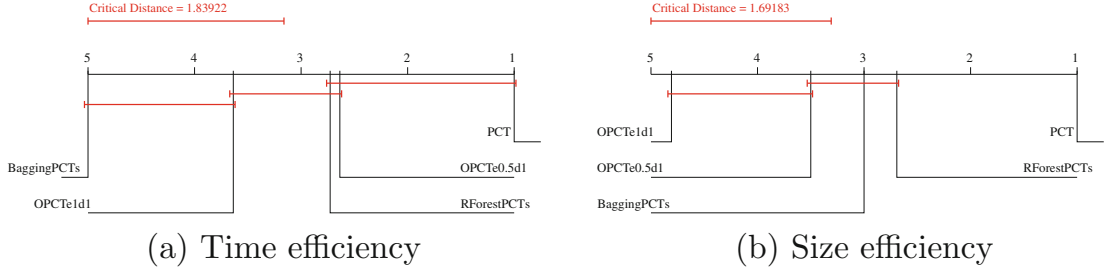 Critical Distance = 1.83922
5 4 3 2 1
PCT
BaggingPCTs
OPCTe0.5d1
OPCTe1d1
RForestPCTs
(a) Time efficiency
Critical Distance = 1.69183
5 4 3 2 1
OPCTe1d1
PCT
OPCTe0.5d1
RForestPCTs
BaggingPCTs
(b) Size efficiency